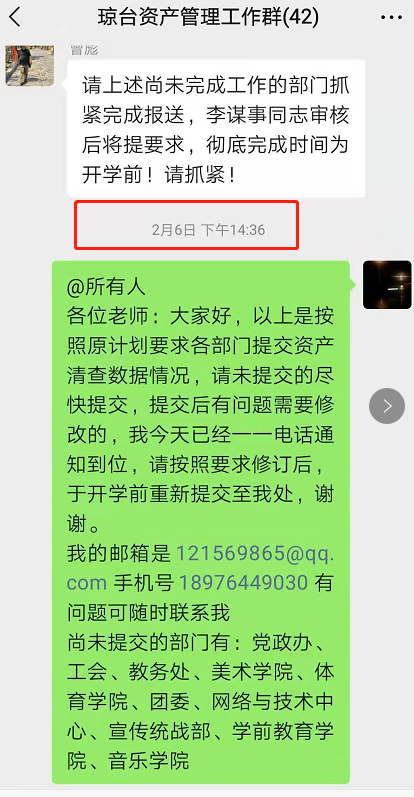 琼台资产管理工作群(42)
曾彪
请上述尚未完成工作的部门抓
紧完成报送，李谋事同志审核
后将提要求，彻底完成时间为
开学前！请抓紧！
2月6日 下午14:36
@所有人
各位老师：大家好，以上是按
照原计划要求各部门提交资产
清查数据情况，请未提交的尽
快提交，提交后有问题需要修
改的，我今天已经一一电话通
知到位，请按照要求修订后，
于开学前重新提交至我处，谢
谢。
我的邮箱是 121569865@qq.
com 手机号 18976449030 有
问题可随时联系我
尚未提交的部门有：党政办、
工会、教务处、美术学院、体
育学院、团委、网络与技术中
心、宣传统战部、学前教育学
院、音乐学院